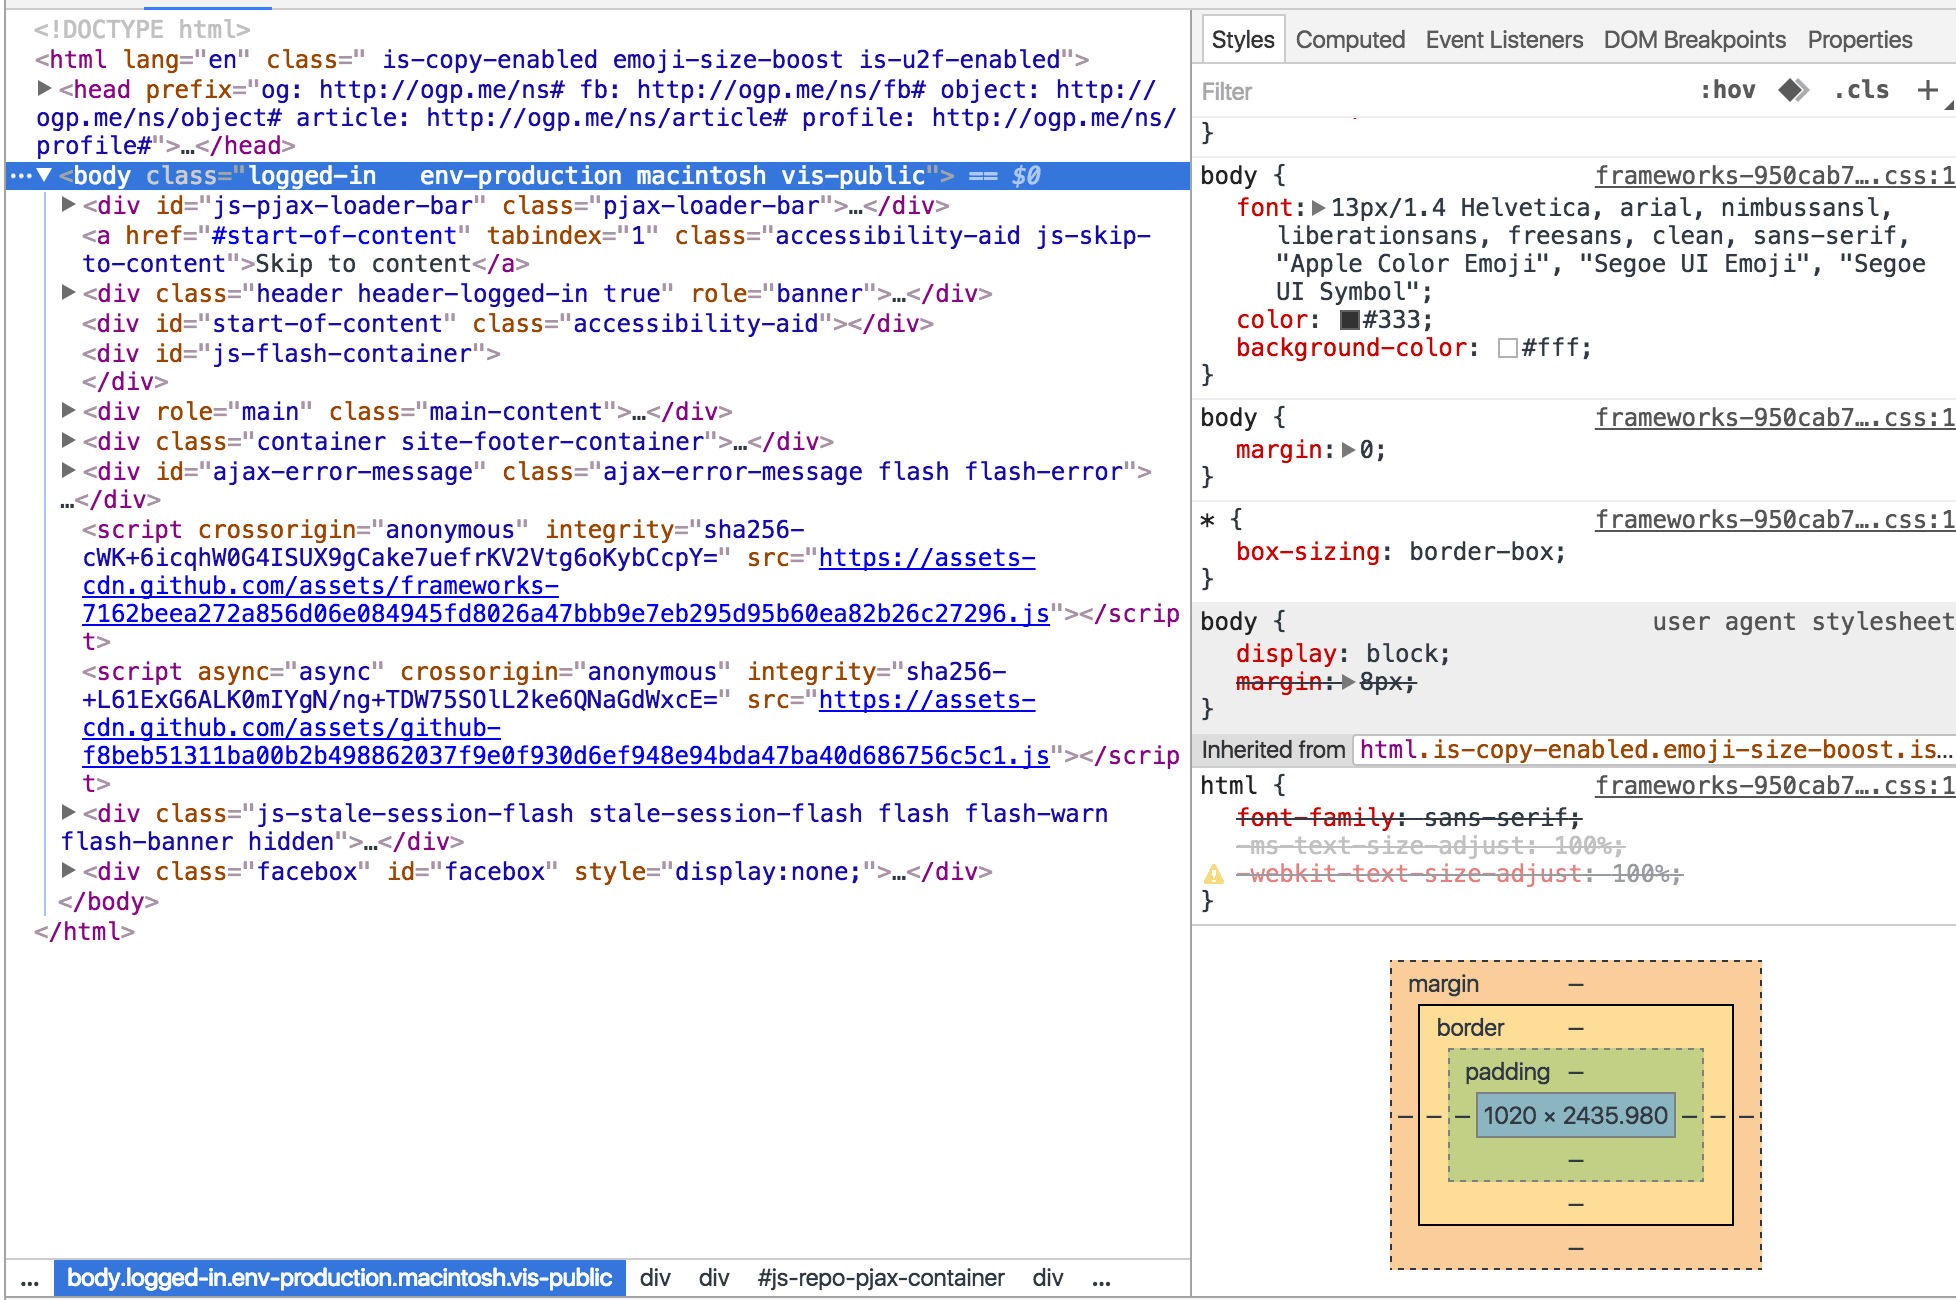 <!DOCTYPE html>
<html lang="en" class=" is-copy-enabled emoji-size-boost is-u2f-enabled">
▶<head prefix="og: http://ogp.me/ns# fb: http://ogp.me/ns/fb# object: http://
ogp.me/ns/object# article: http://ogp.me/ns/article# profile: http://ogp.me/ns/
profile#">…</head>
…▼<body class="logged-in   env-production macintosh vis-public"> == $0
▶<div id="js-pjax-loader-bar" class="pjax-loader-bar">…</div>
<a href="#start-of-content" tabindex="1" class="accessibility-aid js-skip-
to-content">Skip to content</a>
▶<div class="header header-logged-in true" role="banner">…</div>
<div id="start-of-content" class="accessibility-aid"></div>
<div id="js-flash-container">
</div>
▶<div role="main" class="main-content">…</div>
▶<div class="container site-footer-container">…</div>
▶<div id="ajax-error-message" class="ajax-error-message flash flash-error">
…</div>
<script crossorigin="anonymous" integrity="sha256-
cWK+6icqhW0G4ISUX9gCake7uefrKV2Vtg6oKybCcpY=" src="https://assets-
cdn.github.com/assets/frameworks-
7162beea272a856d06e084945fd8026a47bbb9e7eb295d95b60ea82b26c27296.js"></scrip
t>
<script async="async" crossorigin="anonymous" integrity="sha256-
+L61ExG6ALK0mIYgN/ng+TDW75SOlL2ke6QNaGdWxcE=" src="https://assets-
cdn.github.com/assets/github-
f8beb51311ba00b2b498862037f9e0f930d6ef948e94bda47ba40d686756c5c1.js"></scrip
t>
▶<div class="js-stale-session-flash stale-session-flash flash flash-warn
flash-banner hidden">…</div>
▶<div class="facebox" id="facebox" style="display:none;">…</div>
</body>
</html>
... body.logged-in.env-production.macintosh.vis-public div div #js-repo-pjax-container div ...
Styles Computed Event Listeners DOM Breakpoints Properties
Filter :hov .cls +
}
body { frameworks-950cab7….css:1
font:▶13px/1.4 Helvetica, arial, nimbussansl,
liberationsans, freesans, clean, sans-serif,
"Apple Color Emoji", "Segoe UI Emoji", "Segoe
UI Symbol";
color: #333;
background-color: #fff;
}
body { frameworks-950cab7….css:1
margin:▶0;
}
* { frameworks-950cab7….css:1
box-sizing: border-box;
}
body { user agent stylesheet
display: block;
margin:▶8px;
}
Inherited from html.is-copy-enabled.emoji-size-boost.is…
html { frameworks-950cab7….css:1
font-family: sans-serif;
-ms-text-size-adjust: 100%;
-webkit-text-size-adjust: 100%;
}
margin –
border –
padding –
– – – 1020 × 2435.980 – – –
–
–
–